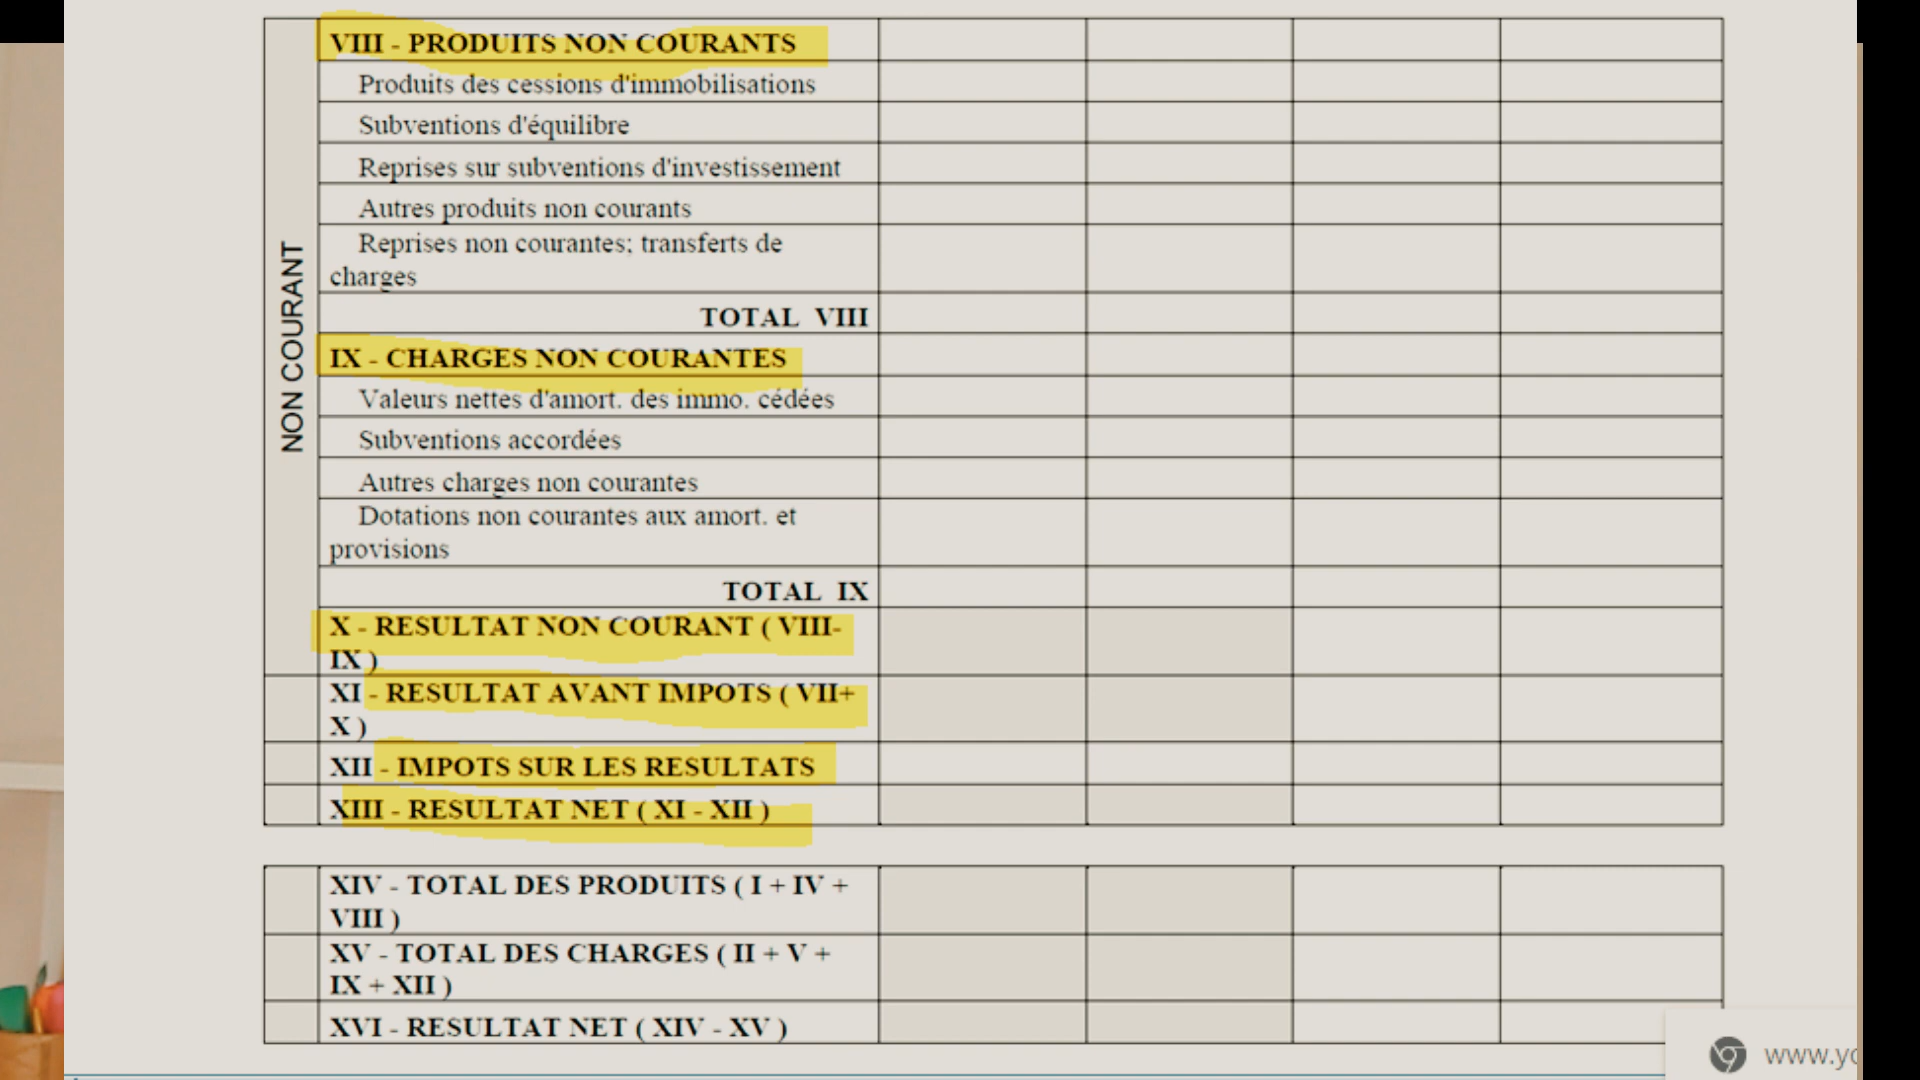 NON COURANT
VIII - PRODUITS NON COURANTS
Produits des cessions d'immobilisations
Subventions d'équilibre
Reprises sur subventions d'investissement
Autres produits non courants
Reprises non courantes; transferts de
charges
TOTAL VIII
IX - CHARGES NON COURANTES
Valeurs nettes d'amort. des immo. cédées
Subventions accordées
Autres charges non courantes
Dotations non courantes aux amort. et
provisions
TOTAL IX
X - RESULTAT NON COURANT ( VIII-
IX )
XI - RESULTAT AVANT IMPOTS ( VII+
X )
XII - IMPOTS SUR LES RESULTATS
XIII - RESULTAT NET ( XI - XII )
XIV - TOTAL DES PRODUITS ( I + IV +
VIII )
XV - TOTAL DES CHARGES ( II + V +
IX + XII )
XVI - RESULTAT NET ( XIV - XV )